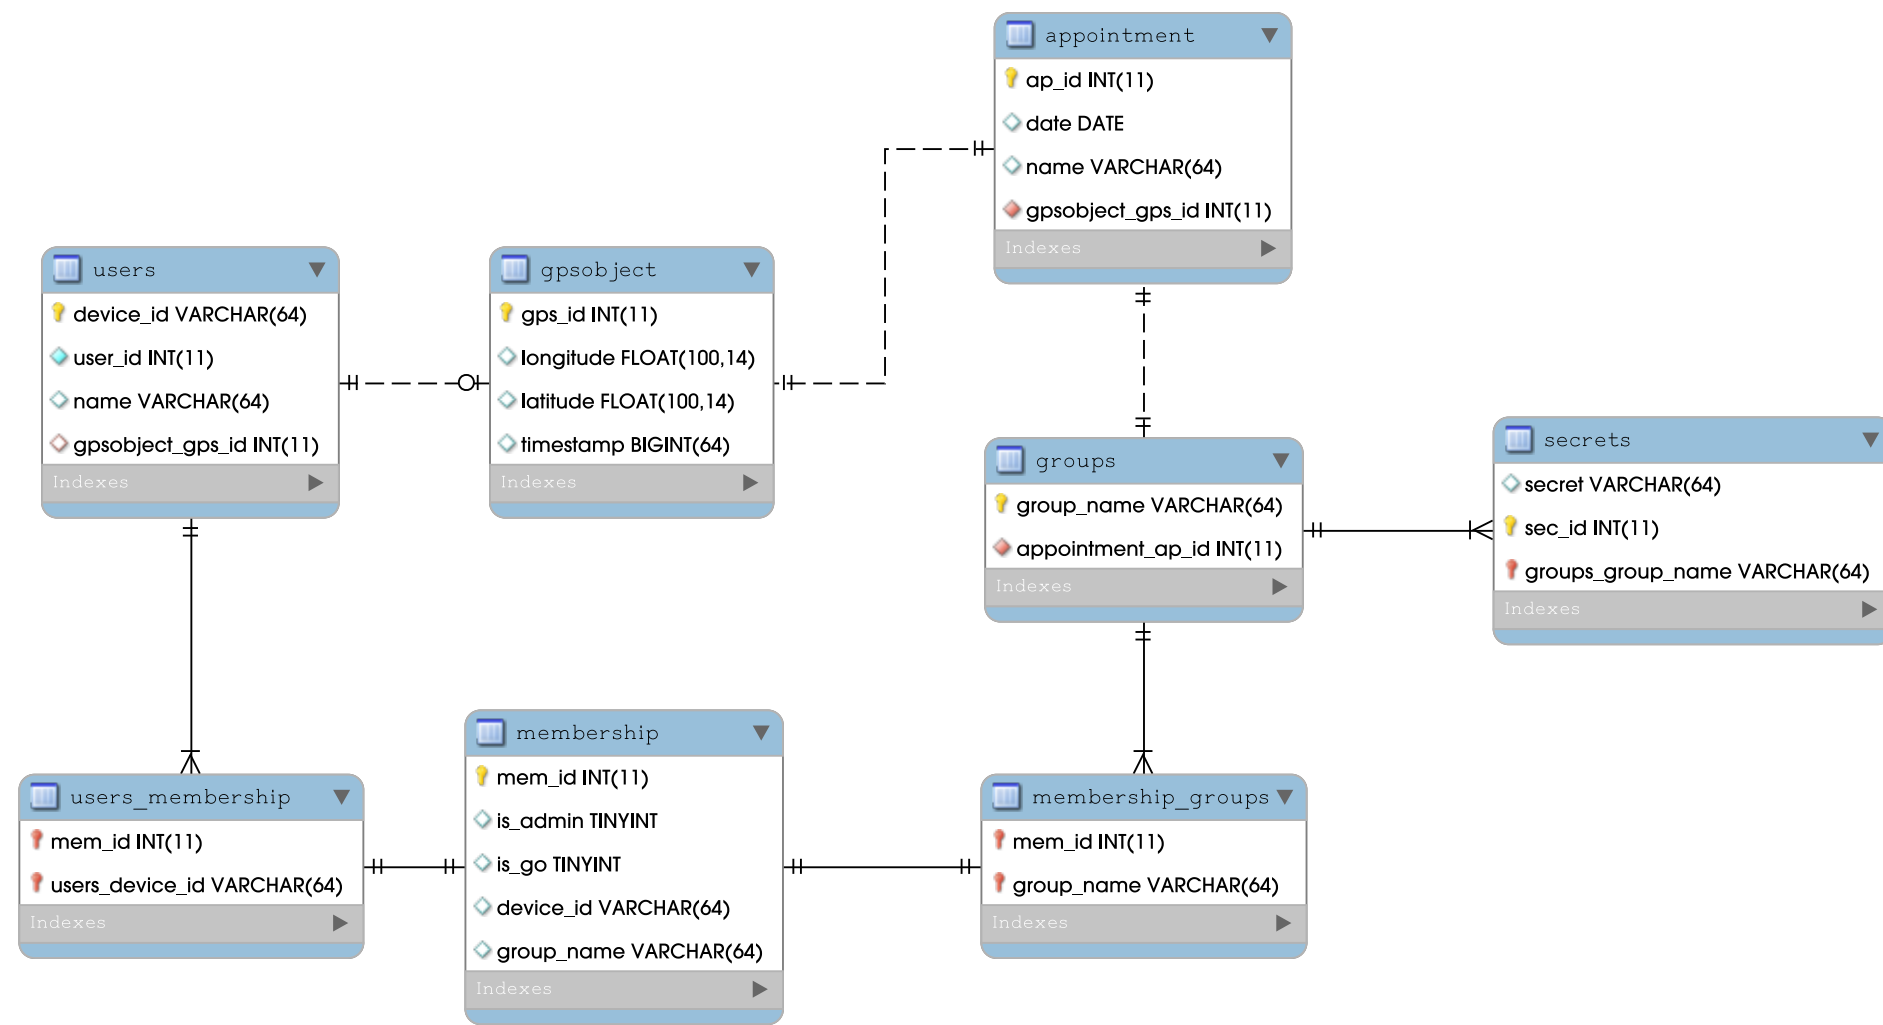 appointment
ap_id INT(11)
date DATE
name VARCHAR(64)
gpsobject_gps_id INT(11)
Indexes
users
device_id VARCHAR(64)
user_id INT(11)
name VARCHAR(64)
gpsobject_gps_id INT(11)
Indexes
gpsobject
gps_id INT(11)
longitude FLOAT(100,14)
latitude FLOAT(100,14)
timestamp BIGINT(64)
Indexes
groups
group_name VARCHAR(64)
appointment_ap_id INT(11)
Indexes
secrets
secret VARCHAR(64)
sec_id INT(11)
groups_group_name VARCHAR(64)
Indexes
users_membership
mem_id INT(11)
users_device_id VARCHAR(64)
Indexes
membership
mem_id INT(11)
is_admin TINYINT
is_go TINYINT
device_id VARCHAR(64)
group_name VARCHAR(64)
Indexes
membership_groups
mem_id INT(11)
group_name VARCHAR(64)
Indexes